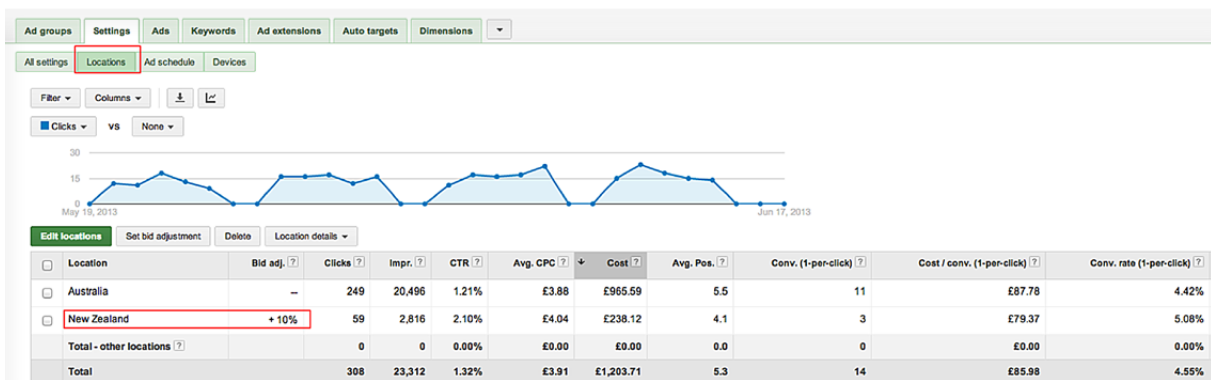 Ad groups Settings Ads Keywords Ad extensions Auto targets Dimensions
All settings Locations Ad schedule Devices
Filter Columns
Clicks VS None
30
15
0
May 19, 2013 Jun 17, 2013
Edit locations Set bid adjustment Delete Location details
Location Bid adj. ? Clicks ? Impr. ? CTR ? Avg. CPC ? Cost ? Avg. Pos. ? Conv. (1-per-click) ? Cost / conv. (1-per-click) ? Conv. rate (1-per-click) ?
Australia -- 249 20,496 1.21% £3.88 £965.59 5.5 11 £87.78 4.42%
New Zealand + 10% 59 2,816 2.10% £4.04 £238.12 4.1 3 £79.37 5.08%
Total - other locations ? 0 0 0.00% £0.00 £0.00 0.0 0 £0.00 0.00%
Total 308 23,312 1.32% £3.91 £1,203.71 5.3 14 £85.98 4.55%